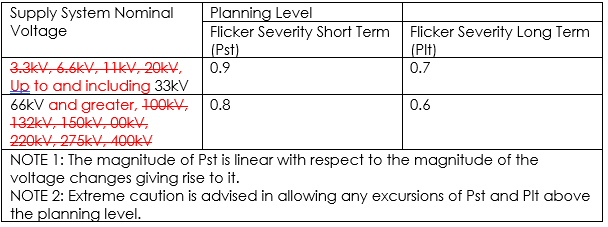 Supply System Nominal Voltage
Planning Level
Flicker Severity Short Term (Pst)
Flicker Severity Long Term (Plt)
3.3kV, 6.6kV, 11kV, 20kV,
Up to and including 33kV
0.9
0.7
66kV and greater, 100kV,
132kV, 150kV, 00kV,
220kV, 275kV, 400kV
0.8
0.6
NOTE 1: The magnitude of Pst is linear with respect to the magnitude of the
voltage changes giving rise to it.
NOTE 2: Extreme caution is advised in allowing any excursions of Pst and Plt above
the planning level.